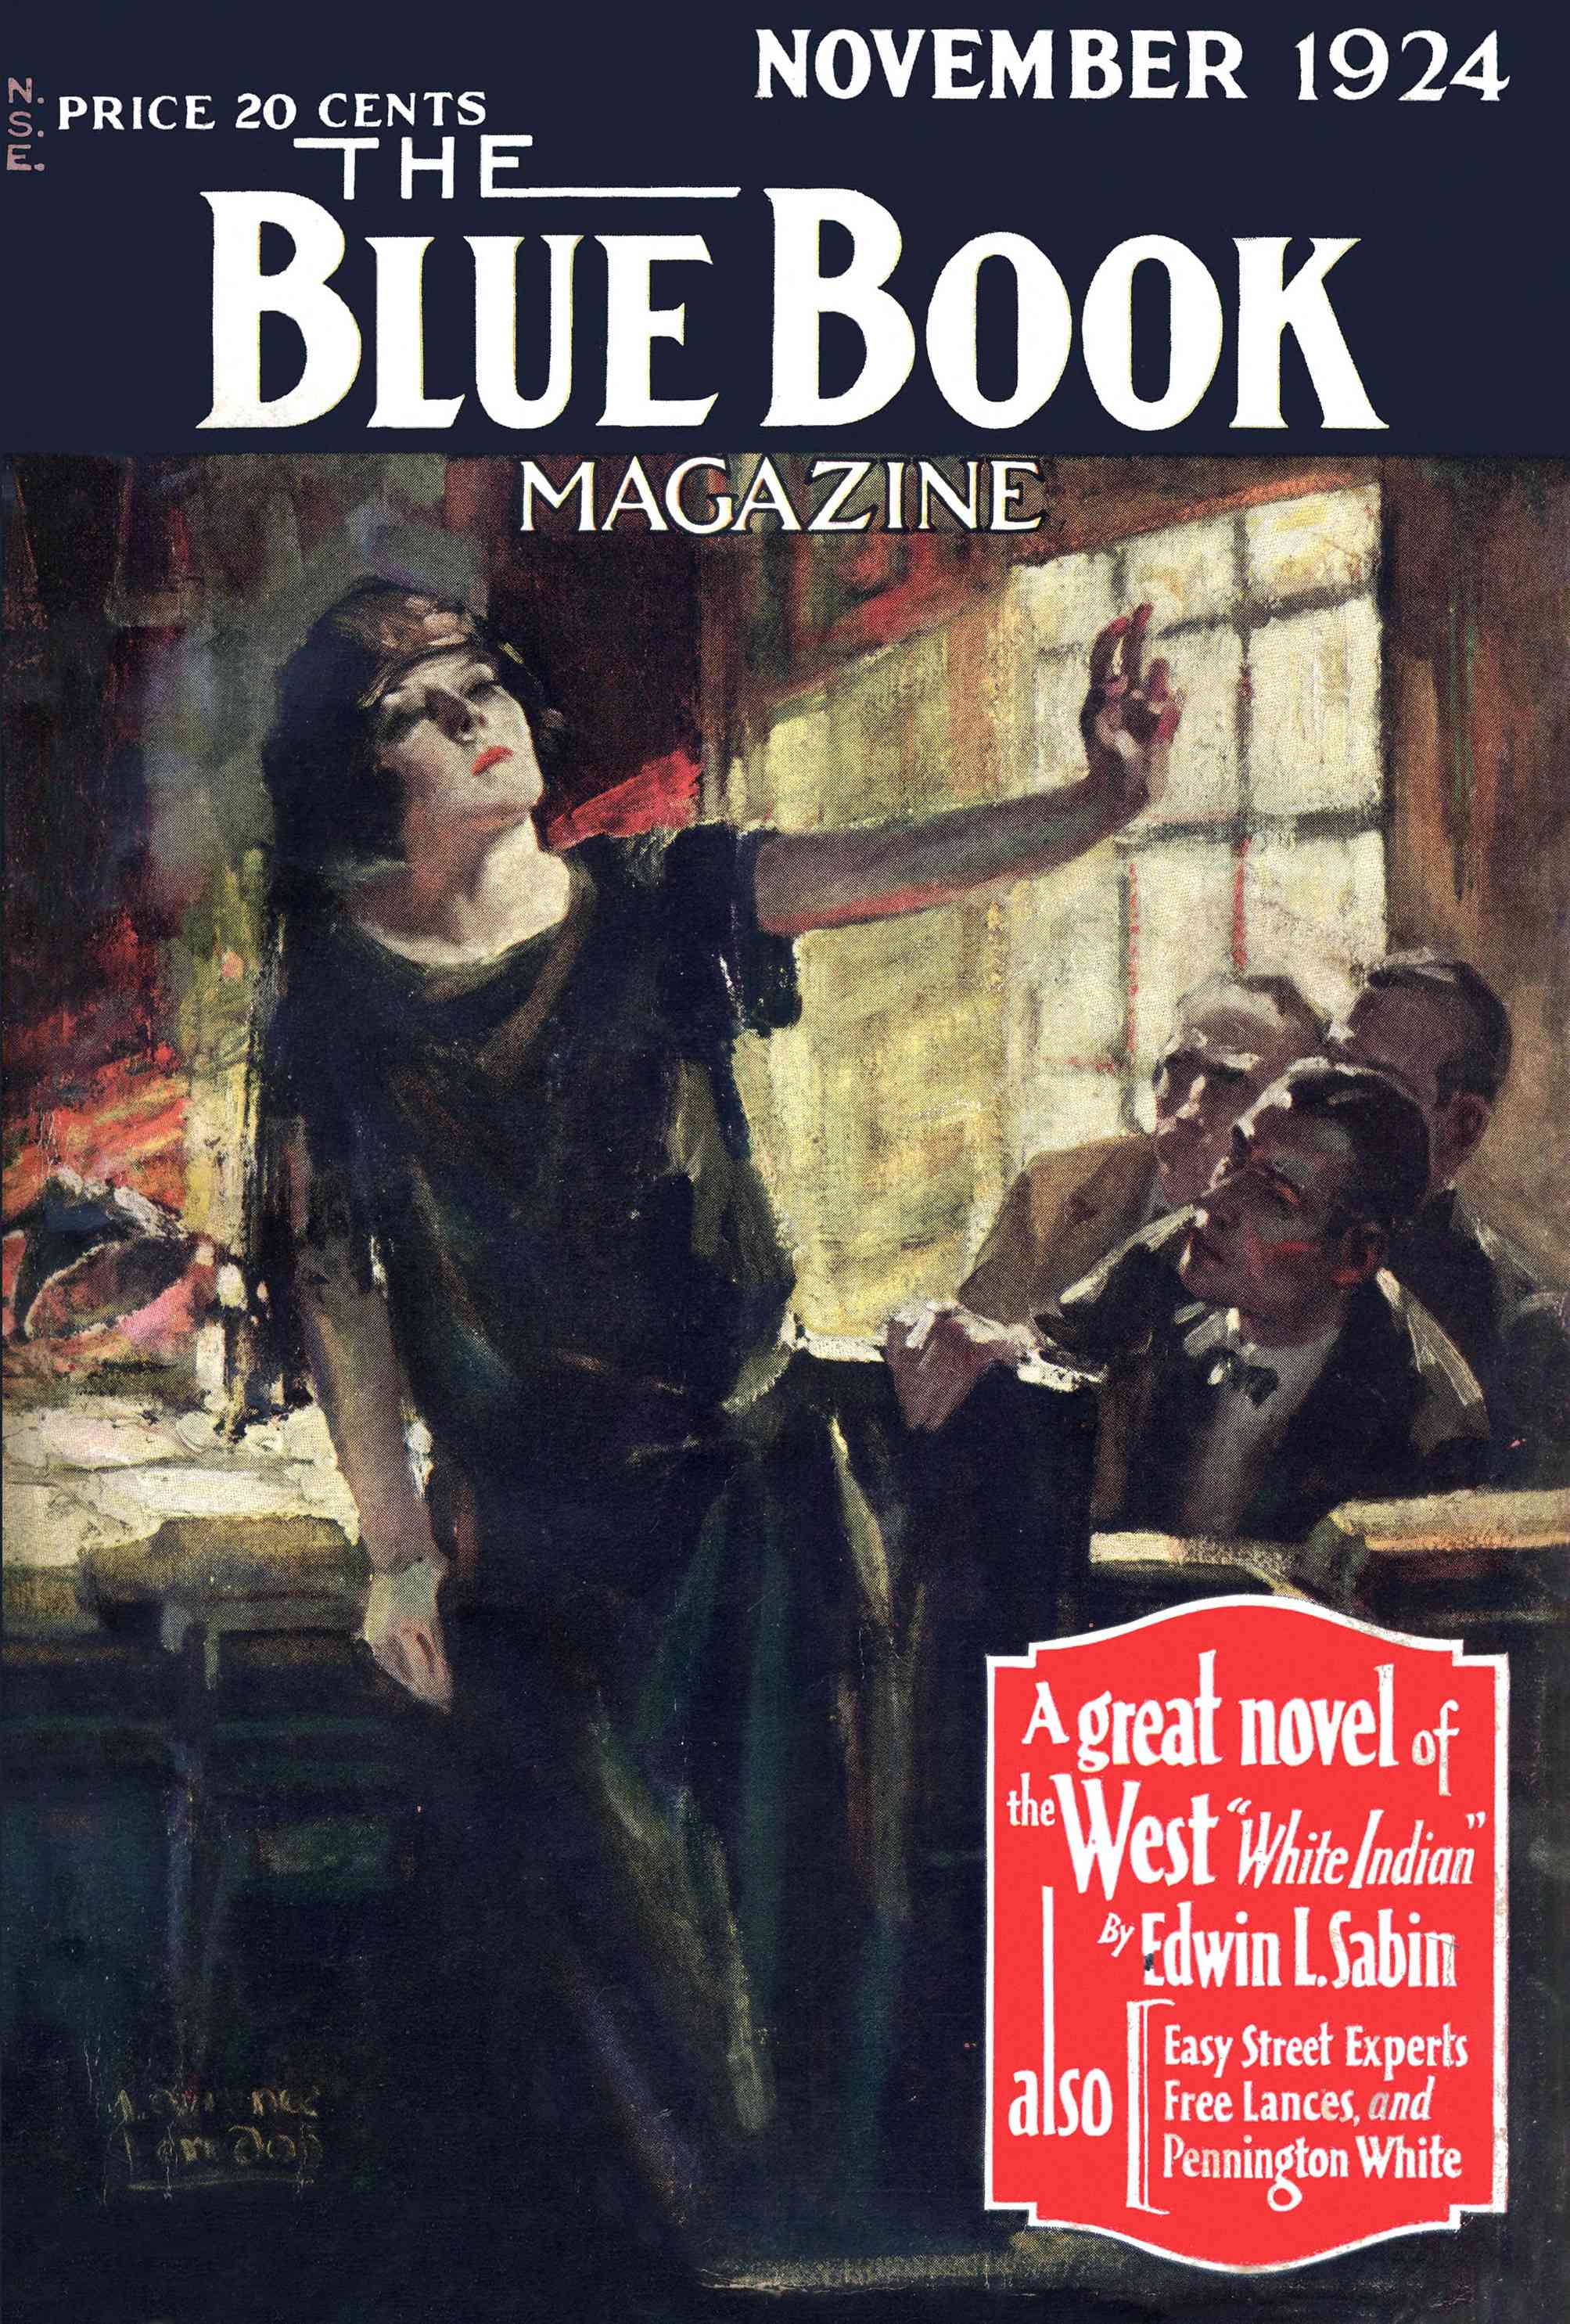 NOVEMBER 1924
N.
S.
E.
PRICE 20 CENTS
THE
BLUE BOOK
MAGAZINE
A great novel of
the West "White Indian"
By Edwin L. Sabin
also
Easy Street Experts
Free Lances, and
Pennington White